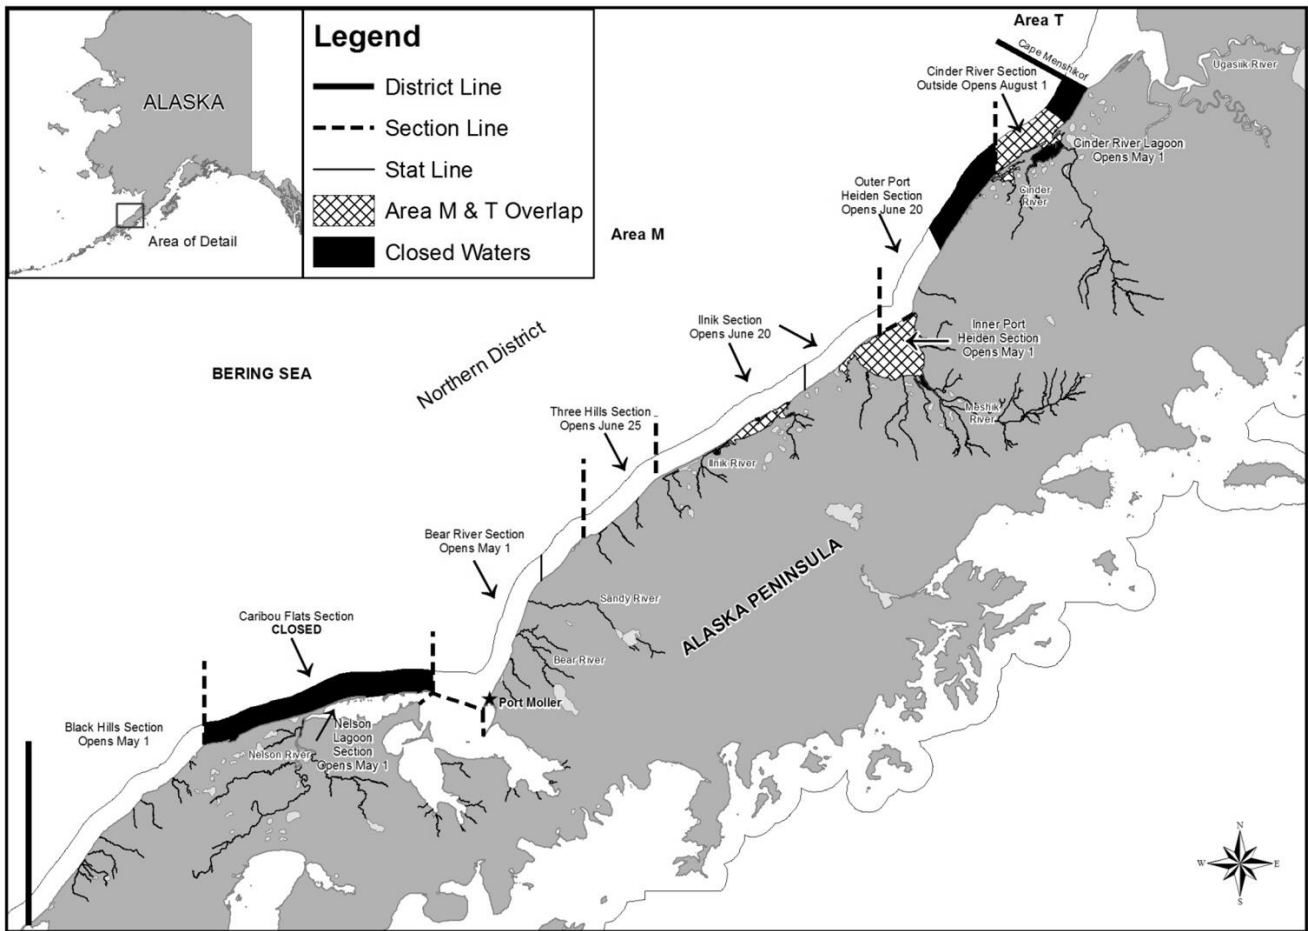 ALASKA
Area of Detail
Legend
District Line
Section Line
Stat Line
Area M & T Overlap
Closed Waters
Area T
Cape Menshikof
Ugasiik River
Cinder River Section
Outside Opens August 1
Cinder River Lagoon
Opens May 1
Cinder
River
Outer Port
Heiden Section
Opens June 20
Area M
Inner Port
Heiden Section
Opens May 1
Ilnik Section
Opens June 20
Northern District
BERING SEA
Meshik
River
Three Hills Section
Opens June 25
Ilnik River
Bear River Section
Opens May 1
ALASKA PENINSULA
Sandy River
Caribou Flats Section
CLOSED
Bear River
Port Moller
Black Hills Section
Opens May 1
Nelson River
Nelson
Lagoon
Section
Opens May 1
N
W
E
S